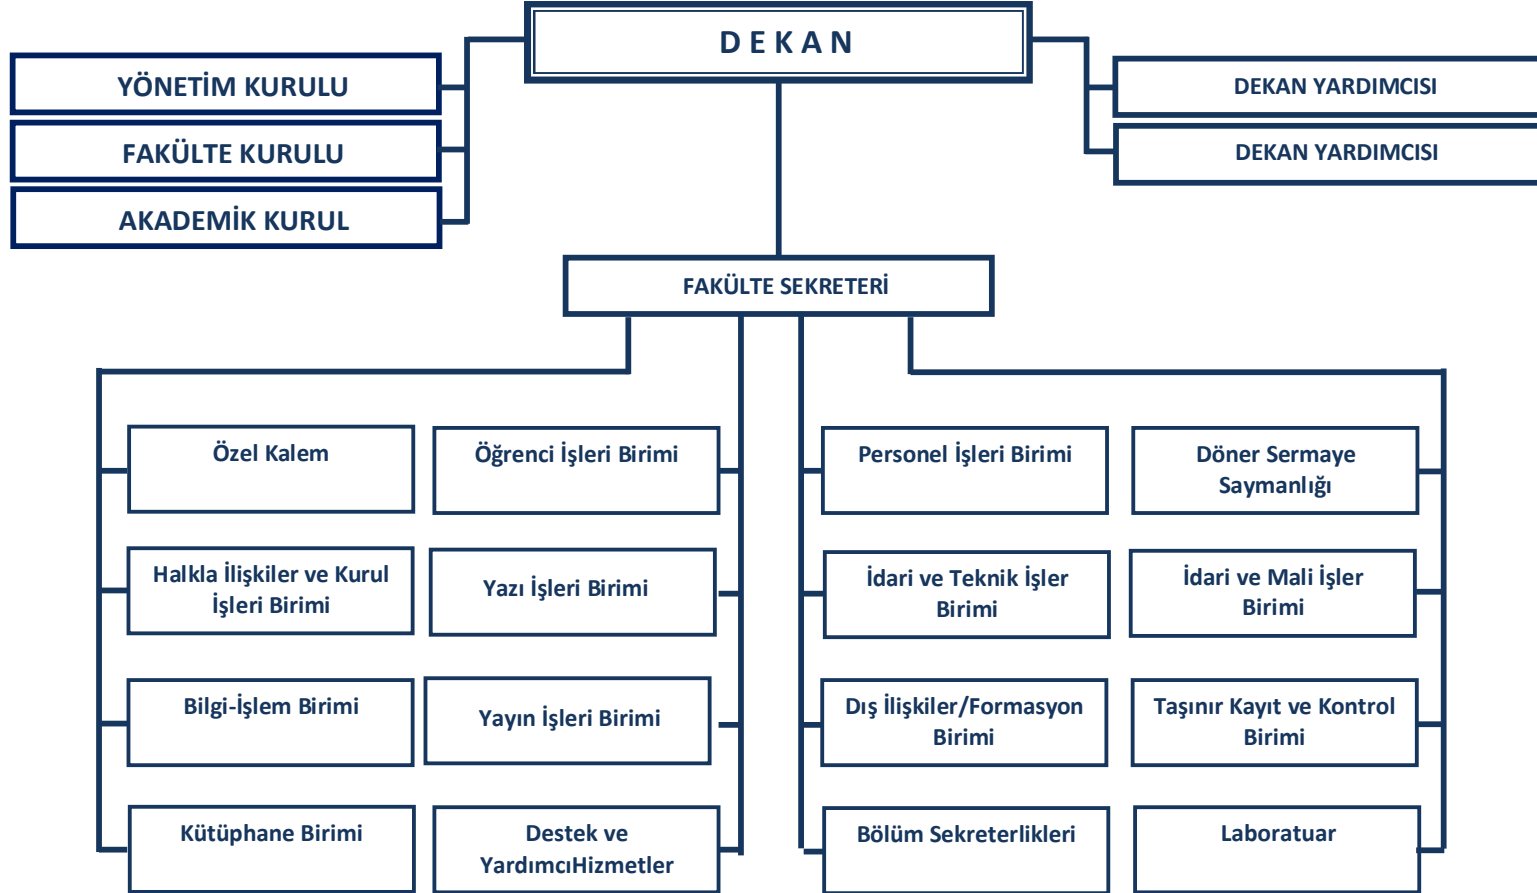 D E K A N
YÖNETİM KURULU
FAKÜLTE KURULU
AKADEMİK KURUL
DEKAN YARDIMCISI
DEKAN YARDIMCISI
FAKÜLTE SEKRETERİ
Özel Kalem
Öğrenci İşleri Birimi
Personel İşleri Birimi
Döner Sermaye
Saymanlığı
Halkla İlişkiler ve Kurul
İşleri Birimi
Yazı İşleri Birimi
İdari ve Teknik İşler
Birimi
İdari ve Mali İşler
Birimi
Bilgi-İşlem Birimi
Yayın İşleri Birimi
Dış İlişkiler/Formasyon
Birimi
Taşınır Kayıt ve Kontrol
Birimi
Kütüphane Birimi
Destek ve
YardımcıHizmetler
Bölüm Sekreterlikleri
Laboratuar